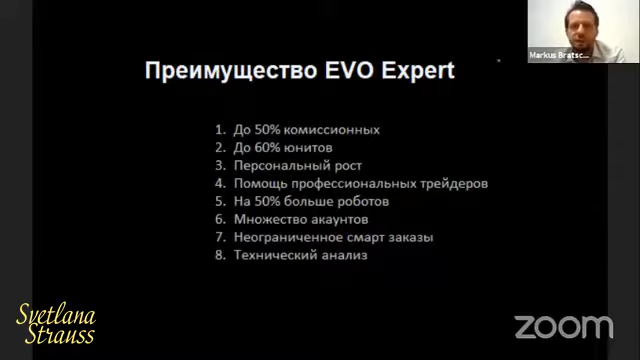 Markus Bratsc...
Преимущество EVO Expert
1. До 50% комиссионных
2. До 60% юнитов
3. Персональный рост
4. Помощь профессиональных трейдеров
5. На 50% больше роботов
6. Множество акаунтов
7. Неограниченное смарт заказы
8. Технический анализ
Svetlana
Strauss
zoom